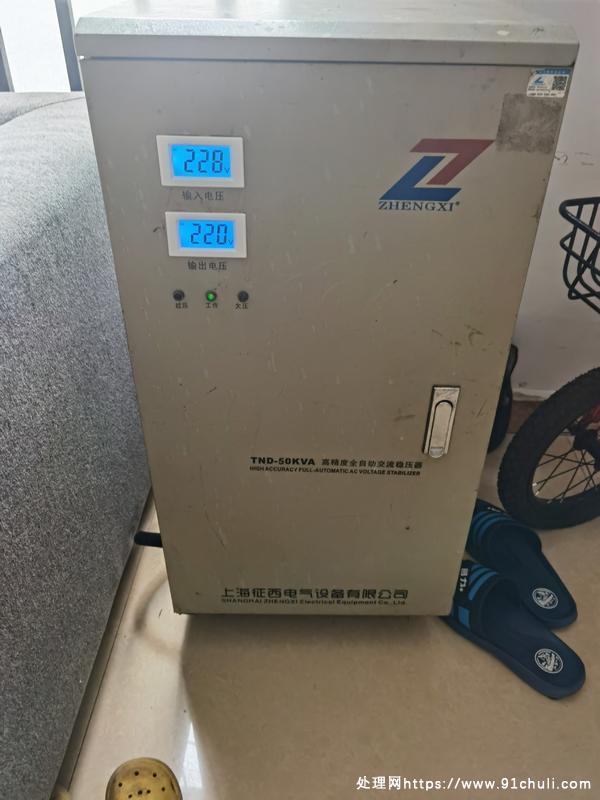 228 V
输入电压
220 V
输出电压
过压 工作 欠压
ZHENGXI®
TND-50KVA 高精度全自动交流稳压器
HIGH ACCURACY FULL-AUTOMATIC AC VOLTAGE STABILIZER
上海征西电气设备有限公司
SHANGHAI ZHENGXI Electrical Equipment Co.,Ltd.
处理网https://www.91chuli.com